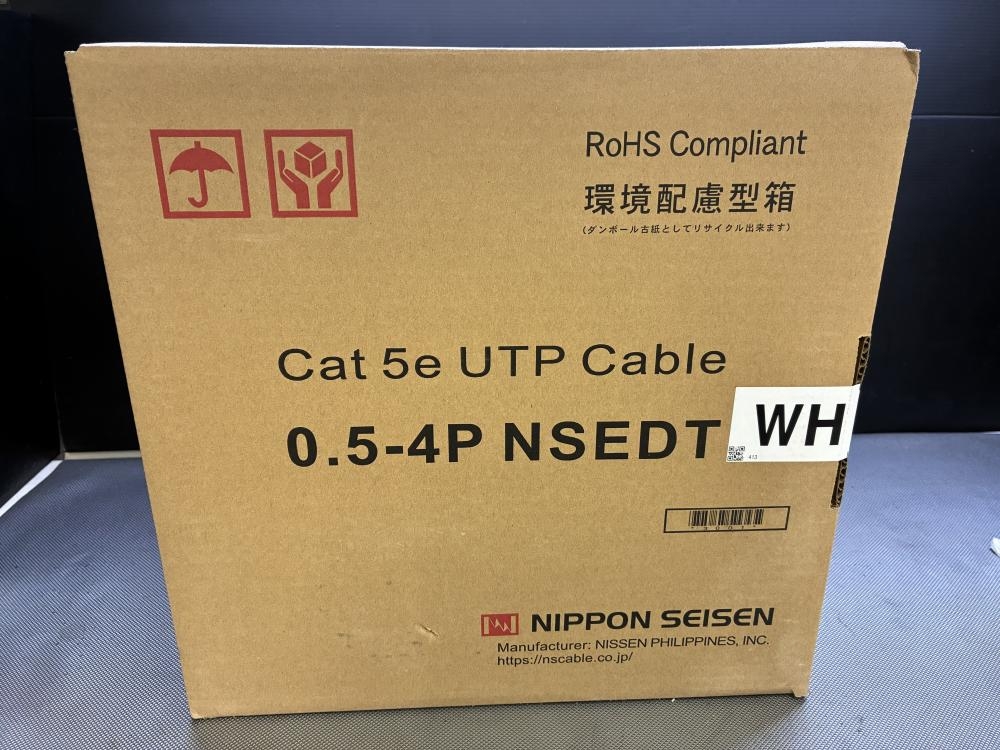 RoHS Compliant
環境配慮型箱
(ダンボール古紙としてリサイクル出来ます)
Cat 5e UTP Cable
0.5-4P NSEDT
WH
413
NIPPON SEISEN
Manufacturer: NISSEN PHILIPPINES, INC.
https://nscable.co.jp/